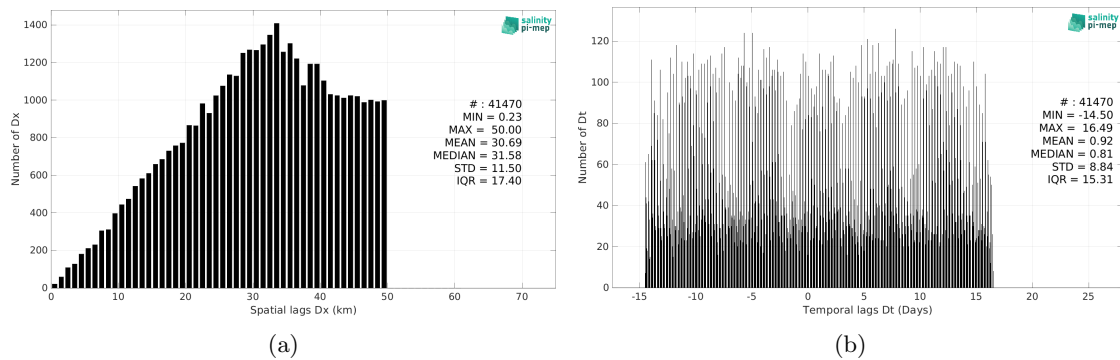 1400
1200
1000
800
600
400
200
0
Number of Dx
0 10 20 30 40 50 60 70
Spatial lags Dx (km)
salinity
pi-mep
# : 41470
MIN = 0.23
MAX = 50.00
MEAN = 30.69
MEDIAN = 31.58
STD = 11.50
IQR = 17.40
(a)
120
100
80
60
40
20
0
Number of Dt
-15 -10 -5 0 5 10 15 20 25
Temporal lags Dt (Days)
salinity
pi-mep
# : 41470
MIN = -14.50
MAX = 16.49
MEAN = 0.92
MEDIAN = 0.81
STD = 8.84
IQR = 15.31
(b)